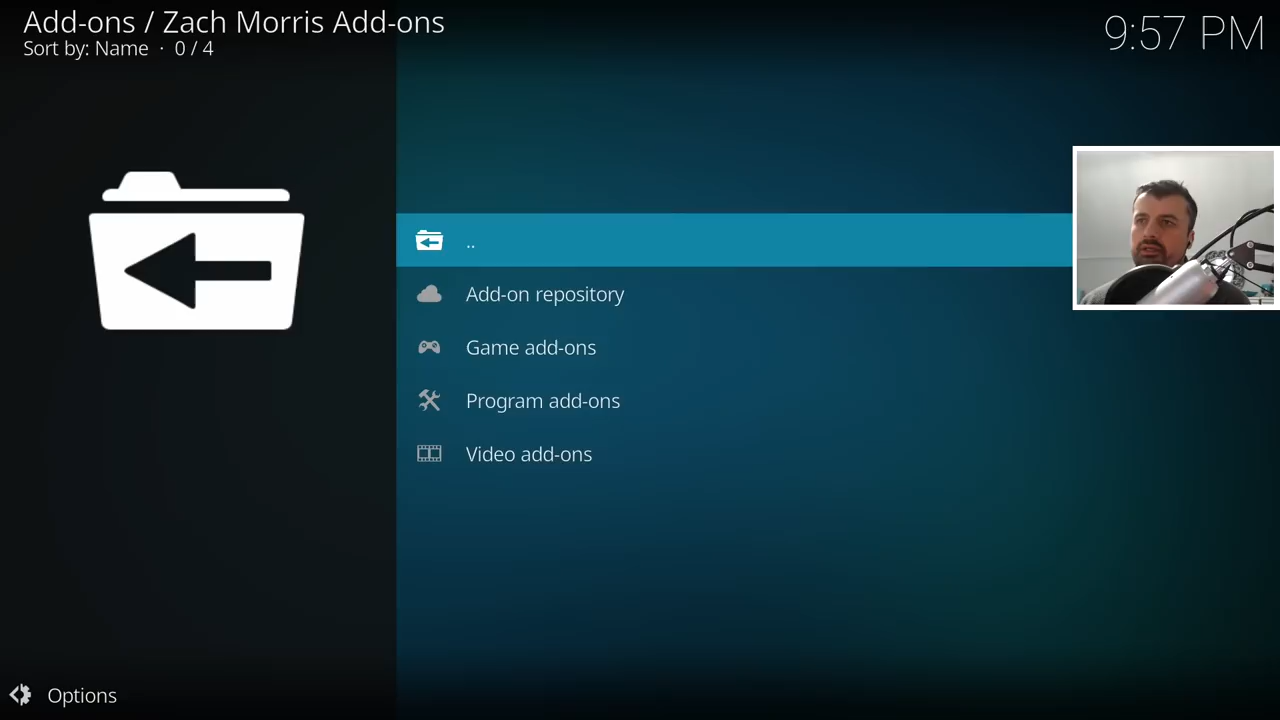 Add-ons / Zach Morris Add-ons
Sort by: Name · 0 / 4
9:57 PM
..
Add-on repository
Game add-ons
Program add-ons
Video add-ons
Options